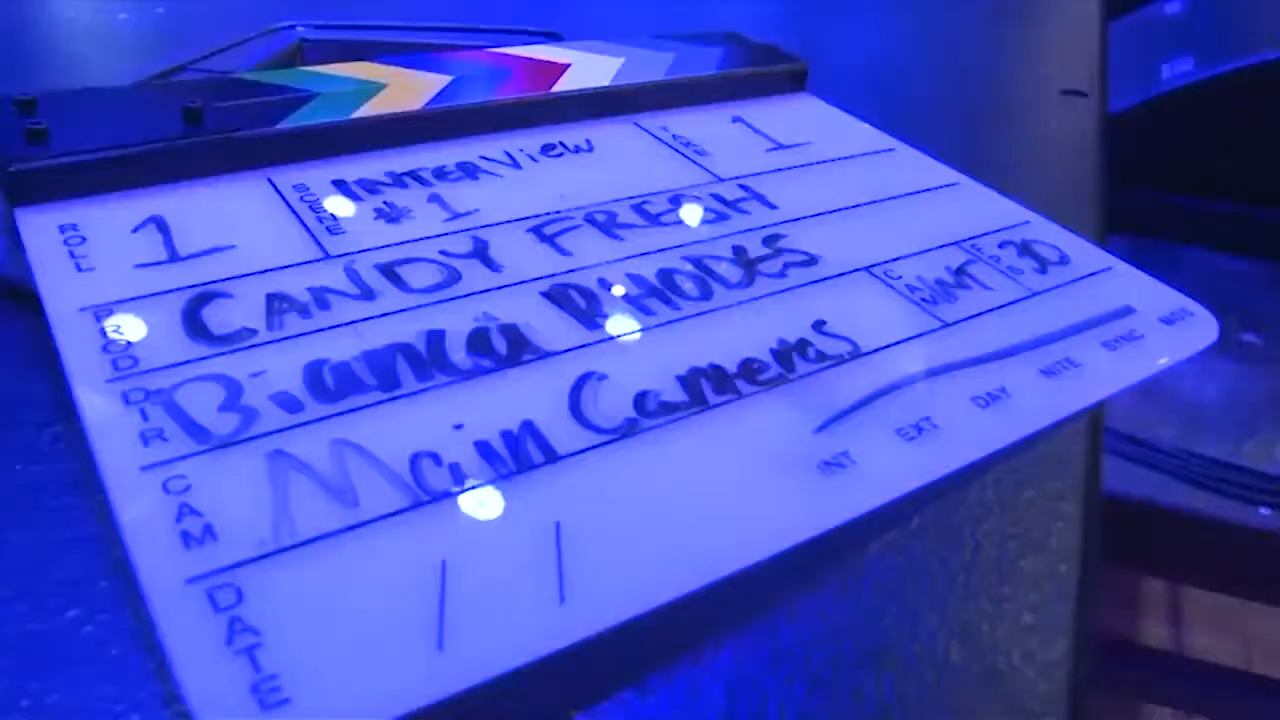 ROLL 1 SCENE INTERView #1 TAKE 1
PROD CANDY FRESH
DIR Bianca RHODES
CAM Main Cameras FPS 30
DATE / /
INT EXT DAY NITE SYNC MOS